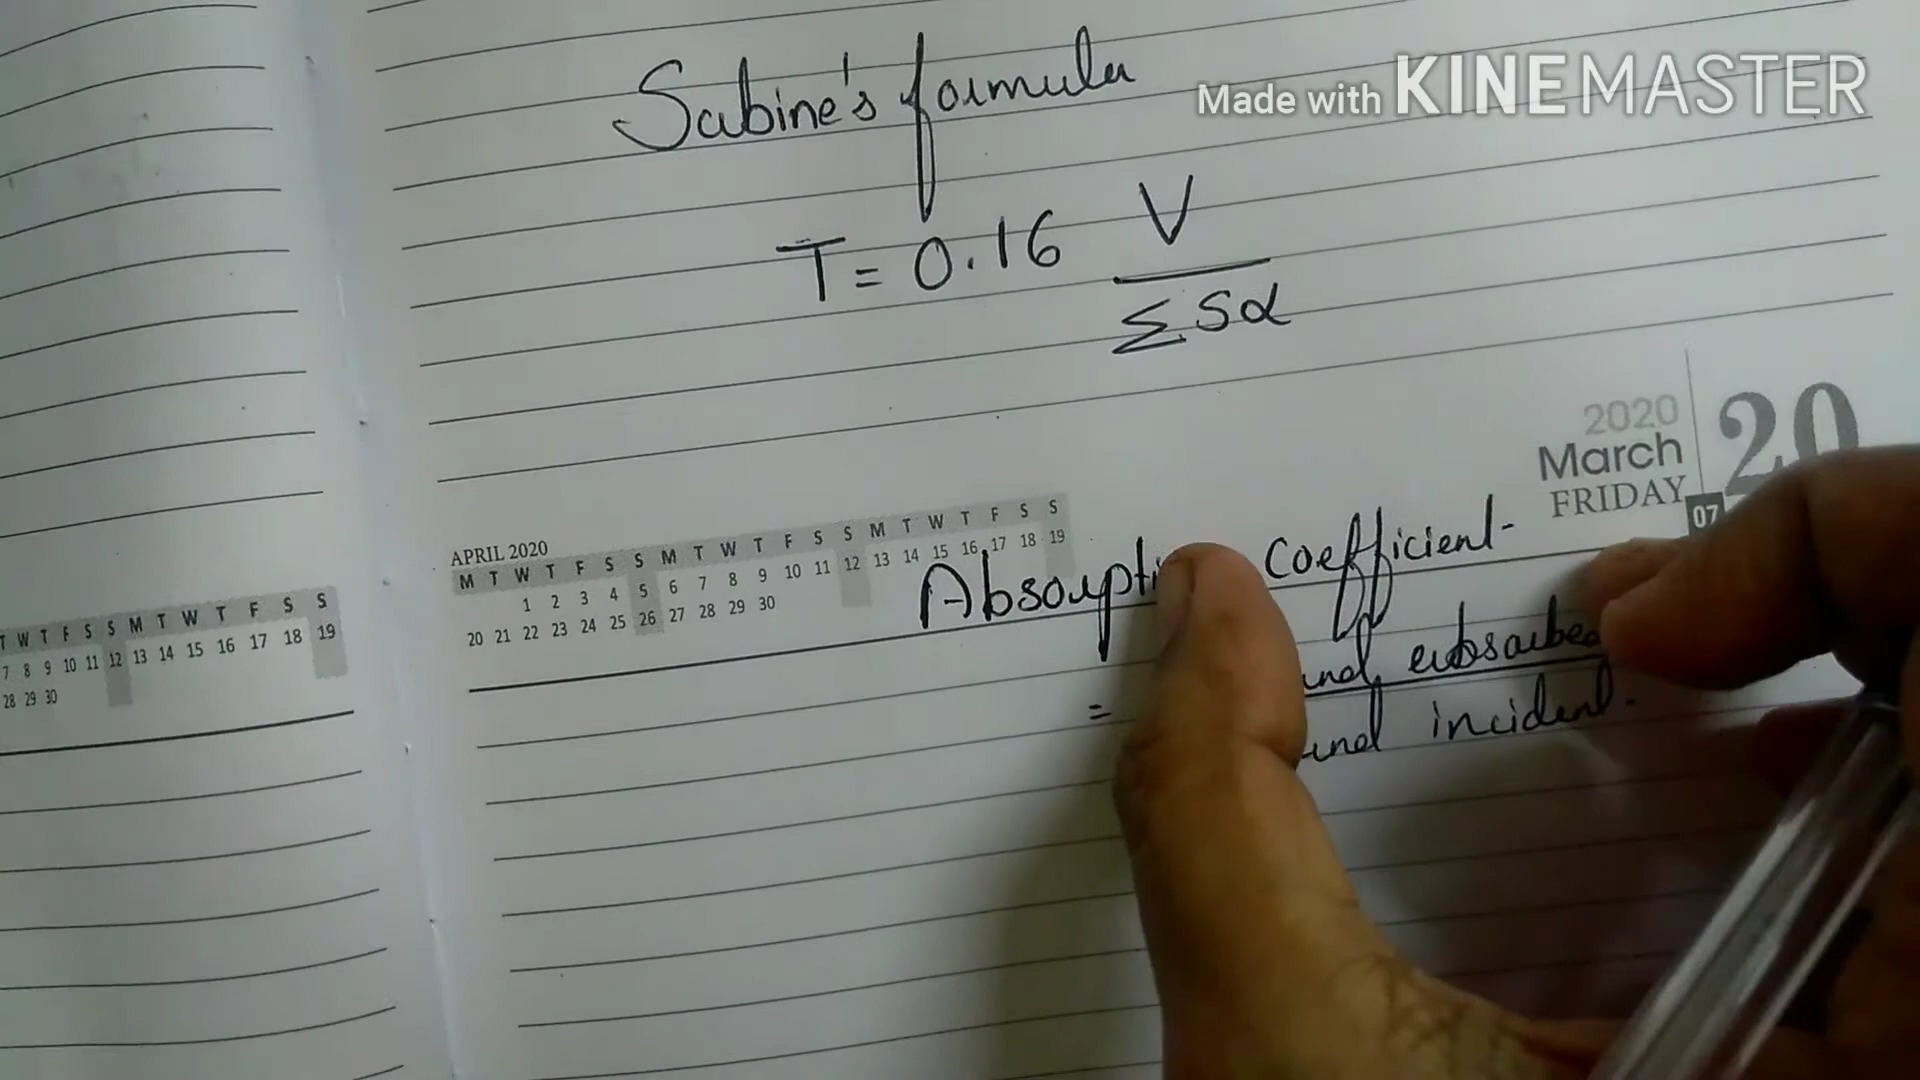 Sabine's formula
Made with KINEMASTER
T = 0.16 V
Σ Sα
2020
March
FRIDAY
20
07
APRIL 2020
M T W T F S S M T W T F S S M T W T F S S
1 2 3 4 5 6 7 8 9 10 11 12 13 14 15 16 17 18 19
20 21 22 23 24 25 26 27 28 29 30
T W T F S S M T W T F S S
7 8 9 10 11 12 13 14 15 16 17 18 19
28 29 30
Coefficient-
= absorbed
incident.